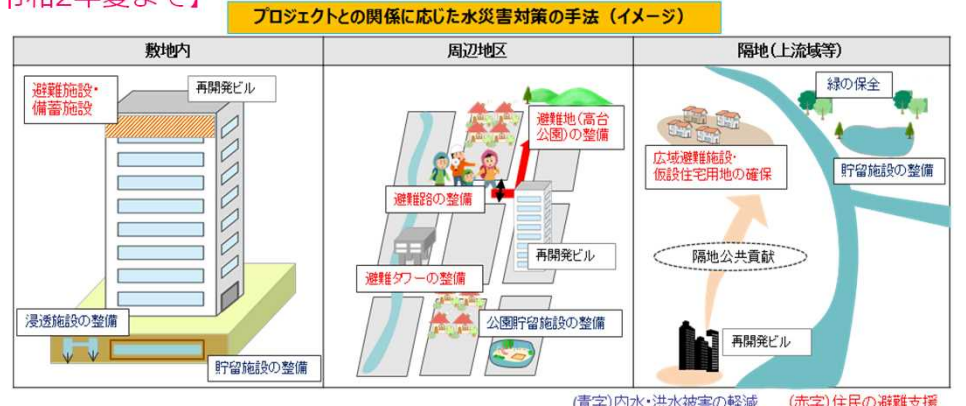 令和2年夏まで】
プロジェクトとの関係に応じた水災害対策の手法（イメージ）
敷地内
避難施設・
備蓄施設
再開発ビル
浸透施設の整備
貯留施設の整備
周辺地区
避難地（高台
公園）の整備
避難路の整備
再開発ビル
避難タワーの整備
公園貯留施設の整備
隔地（上流域等）
緑の保全
広域避難施設・
仮設住宅用地の確保
貯留施設の整備
隔地公共貢献
再開発ビル
（青字）内水・洪水被害の軽減　（赤字）住民の避難支援